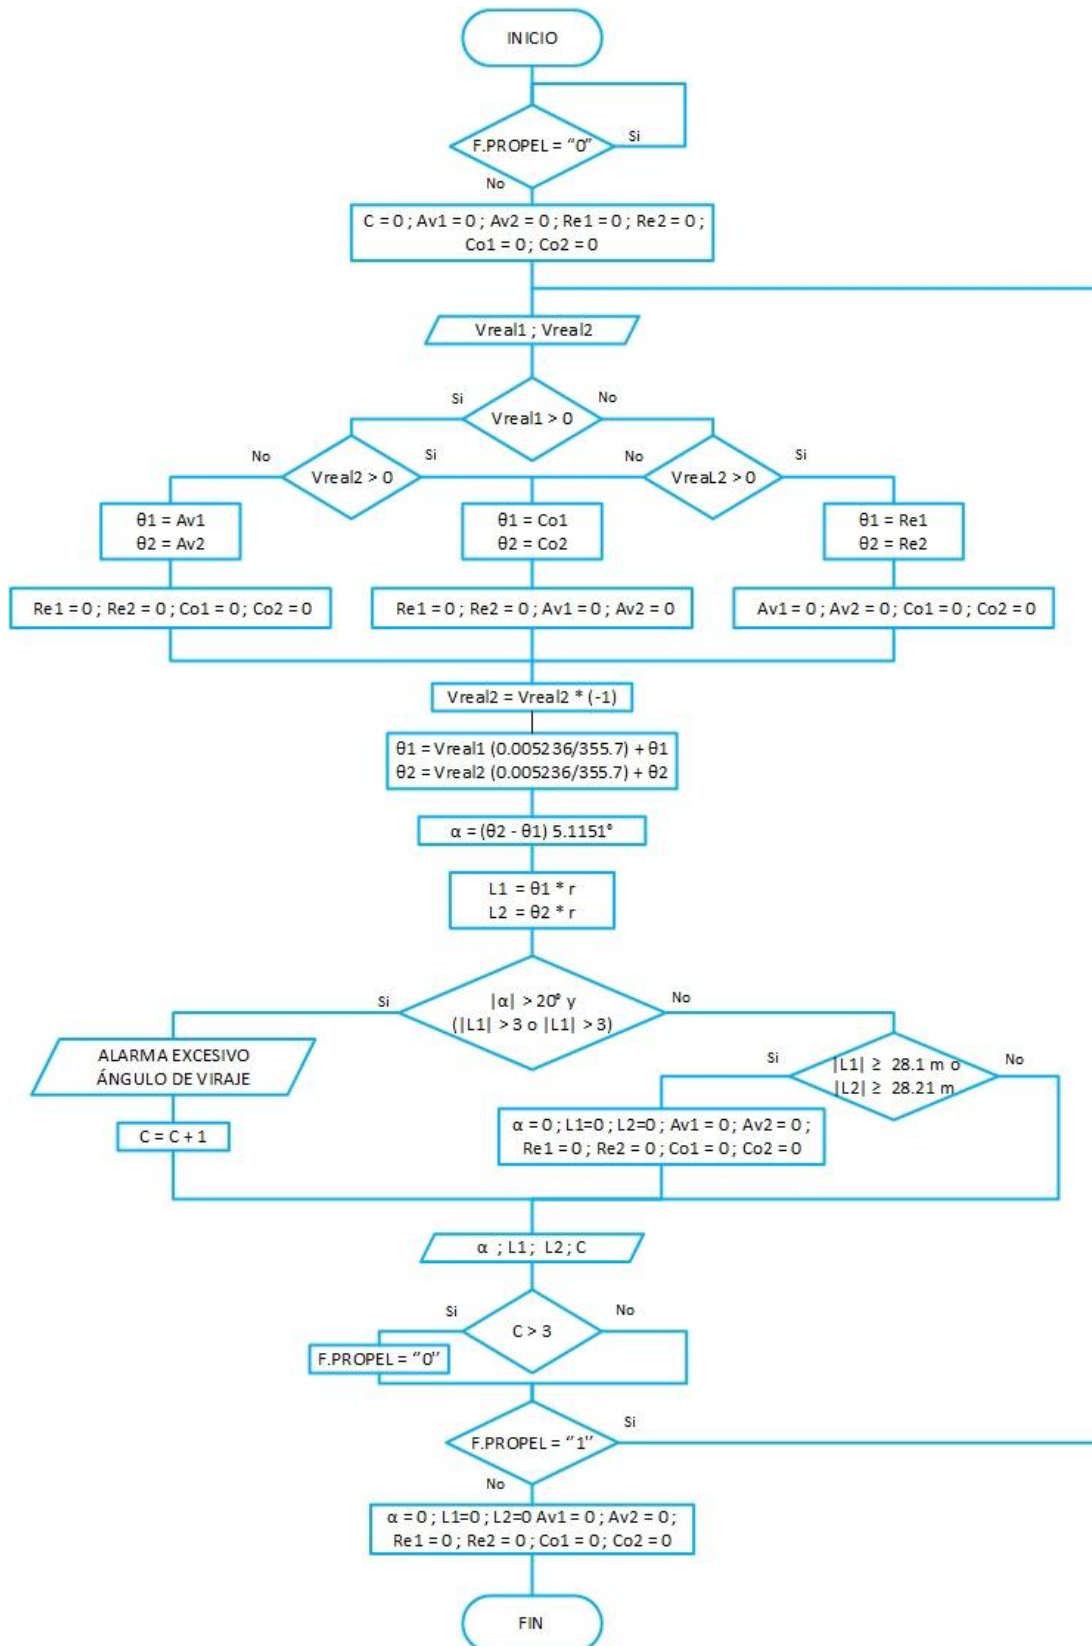 INICIO
F.PROPEL = “0”
Si
No
C = 0 ; Av1 = 0 ; Av2 = 0 ; Re1 = 0 ; Re2 = 0 ;
Co1 = 0 ; Co2 = 0
Vreal1 ; Vreal2
Si
No
Vreal1 > 0
No
Si
No
Si
Vreal2 > 0
VreaL2 > 0
θ1 = Av1
θ2 = Av2
θ1 = Co1
θ2 = Co2
θ1 = Re1
θ2 = Re2
Re1 = 0 ; Re2 = 0 ; Co1 = 0 ; Co2 = 0
Re1 = 0 ; Re2 = 0 ; Av1 = 0 ; Av2 = 0
Av1 = 0 ; Av2 = 0 ; Co1 = 0 ; Co2 = 0
Vreal2 = Vreal2 * (-1)
θ1 = Vreal1 (0.005236/355.7) + θ1
θ2 = Vreal2 (0.005236/355.7) + θ2
α = (θ2 - θ1) 5.1151°
L1 = θ1 * r
L2 = θ2 * r
Si
No
|α| > 20° y
(|L1| > 3 o |L1| > 3)
ALARMA EXCESIVO
ÁNGULO DE VIRAJE
Si
No
|L1| ≥ 28.1 m o
|L2| ≥ 28.21 m
C = C + 1
α = 0 ; L1=0 ; L2=0 ; Av1 = 0 ; Av2 = 0 ;
Re1 = 0 ; Re2 = 0 ; Co1 = 0 ; Co2 = 0
α ; L1 ; L2 ; C
Si
No
C > 3
F.PROPEL = “0”
F.PROPEL = “1”
Si
No
α = 0 ; L1=0 ; L2=0 Av1 = 0 ; Av2 = 0 ;
Re1 = 0 ; Re2 = 0 ; Co1 = 0 ; Co2 = 0
FIN